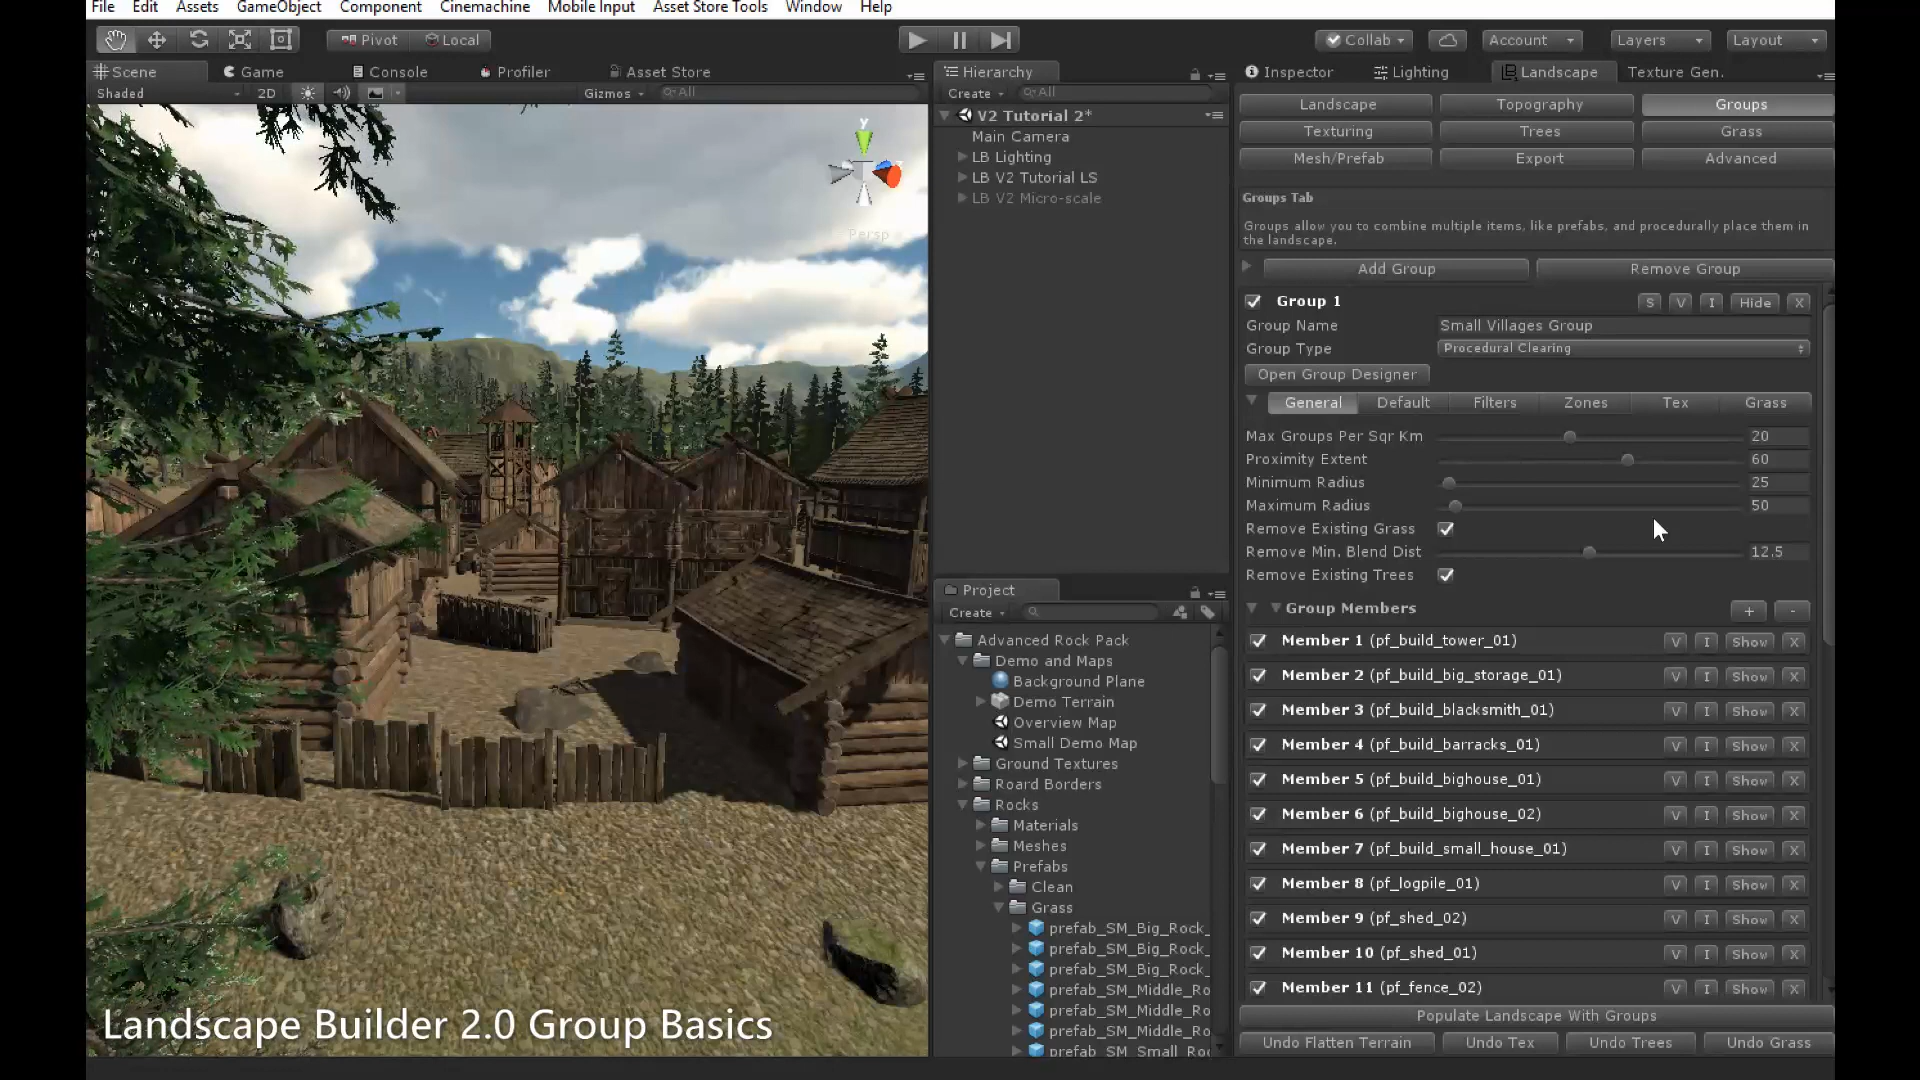 File Edit Assets GameObject Component Cinemachine Mobile Input Asset Store Tools Window Help
Pivot Local Collab Account Layers Layout
Scene Game Console Profiler Asset Store
Shaded 2D Gizmos All
y
Persp
Hierarchy
Create All
V2 Tutorial 2*
Main Camera
LB Lighting
LB V2 Tutorial LS
LB V2 Micro-scale
Project
Create
Advanced Rock Pack
Demo and Maps
Background Plane
Demo Terrain
Overview Map
Small Demo Map
Ground Textures
Roard Borders
Rocks
Materials
Meshes
Prefabs
Clean
Grass
prefab_SM_Big_Rock_
prefab_SM_Big_Rock_
prefab_SM_Big_Rock_
prefab_SM_Middle_Ro
prefab_SM_Middle_Ro
prefab_SM_Middle_Ro
prefab_SM_Small_Roc
Inspector Lighting Landscape Texture Gen.
Landscape Topography Groups
Texturing Trees Grass
Mesh/Prefab Export Advanced
Groups Tab
Groups allow you to combine multiple items, like prefabs, and procedurally place them in
the landscape.
Add Group Remove Group
Group 1 S V I Hide X
Group Name Small Villages Group
Group Type Procedural Clearing
Open Group Designer
General Default Filters Zones Tex Grass
Max Groups Per Sqr Km 20
Proximity Extent 60
Minimum Radius 25
Maximum Radius 50
Remove Existing Grass
Remove Min. Blend Dist 12.5
Remove Existing Trees
Group Members + -
Member 1 (pf_build_tower_01) V I Show X
Member 2 (pf_build_big_storage_01) V I Show X
Member 3 (pf_build_blacksmith_01) V I Show X
Member 4 (pf_build_barracks_01) V I Show X
Member 5 (pf_build_bighouse_01) V I Show X
Member 6 (pf_build_bighouse_02) V I Show X
Member 7 (pf_build_small_house_01) V I Show X
Member 8 (pf_logpile_01) V I Show X
Member 9 (pf_shed_02) V I Show X
Member 10 (pf_shed_01) V I Show X
Member 11 (pf_fence_02) V I Show X
Populate Landscape With Groups
Undo Flatten Terrain Undo Tex Undo Trees Undo Grass
Landscape Builder 2.0 Group Basics